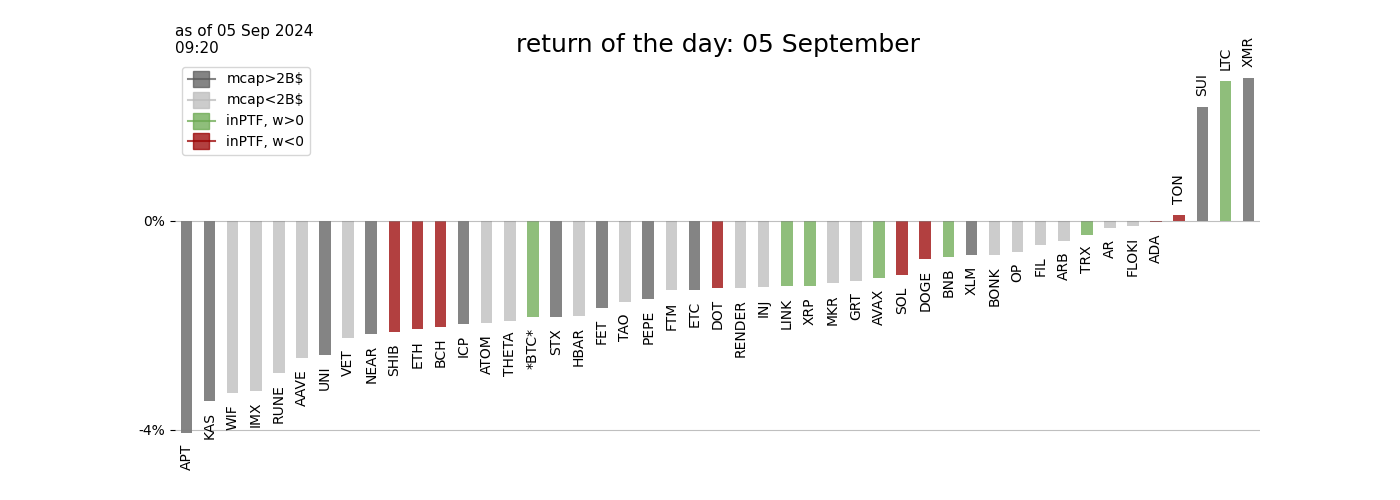 as of 05 Sep 2024
09:20
return of the day: 05 September
mcap>2B$
mcap<2B$
inPTF, w>0
inPTF, w<0
0%
-4%
APT
KAS
WIF
IMX
RUNE
AAVE
UNI
VET
NEAR
SHIB
ETH
BCH
ICP
ATOM
THETA
*BTC*
STX
HBAR
FET
TAO
PEPE
FTM
ETC
DOT
RENDER
INJ
LINK
XRP
MKR
GRT
AVAX
SOL
DOGE
BNB
XLM
BONK
OP
FIL
ARB
TRX
AR
FLOKI
ADA
TON
SUI
LTC
XMR